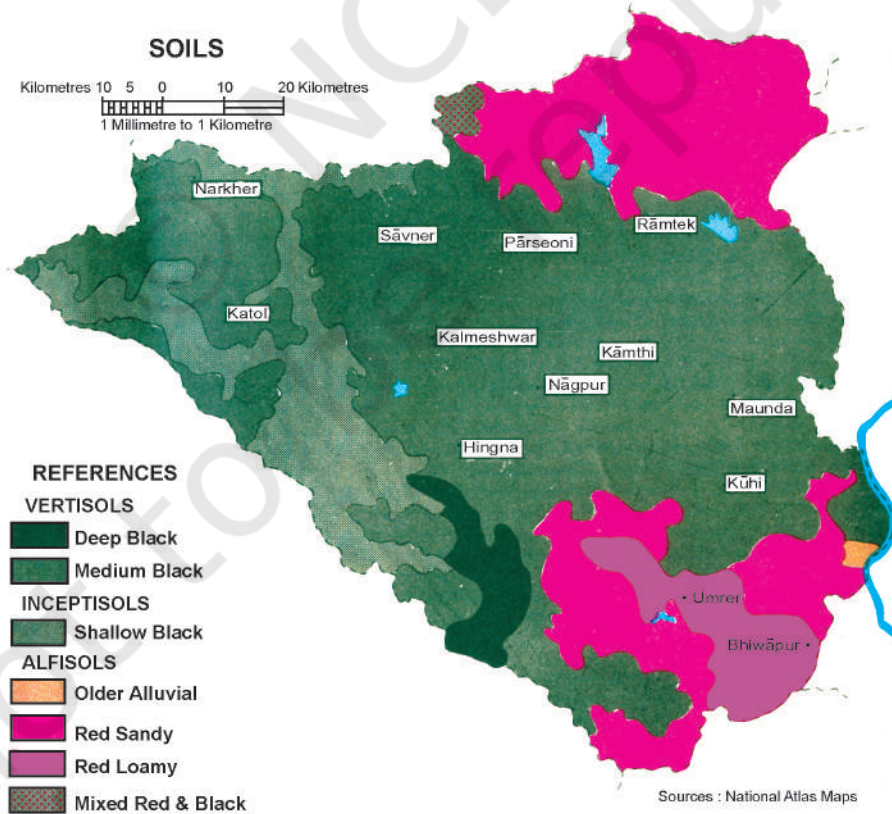 SOILS
Kilometres 10 5 0 10 20 Kilometres
1 Millimetre to 1 Kilometre
Narkher
Sāvner
Pārseoni
Rāmtek
Katol
Kalmeshwar
Kāmthi
Nāgpur
Maunda
Hingna
Kūhi
Umrer
Bhiwāpur
REFERENCES
VERTISOLS
Deep Black
Medium Black
INCEPTISOLS
Shallow Black
ALFISOLS
Older Alluvial
Red Sandy
Red Loamy
Mixed Red & Black
Sources : National Atlas Maps